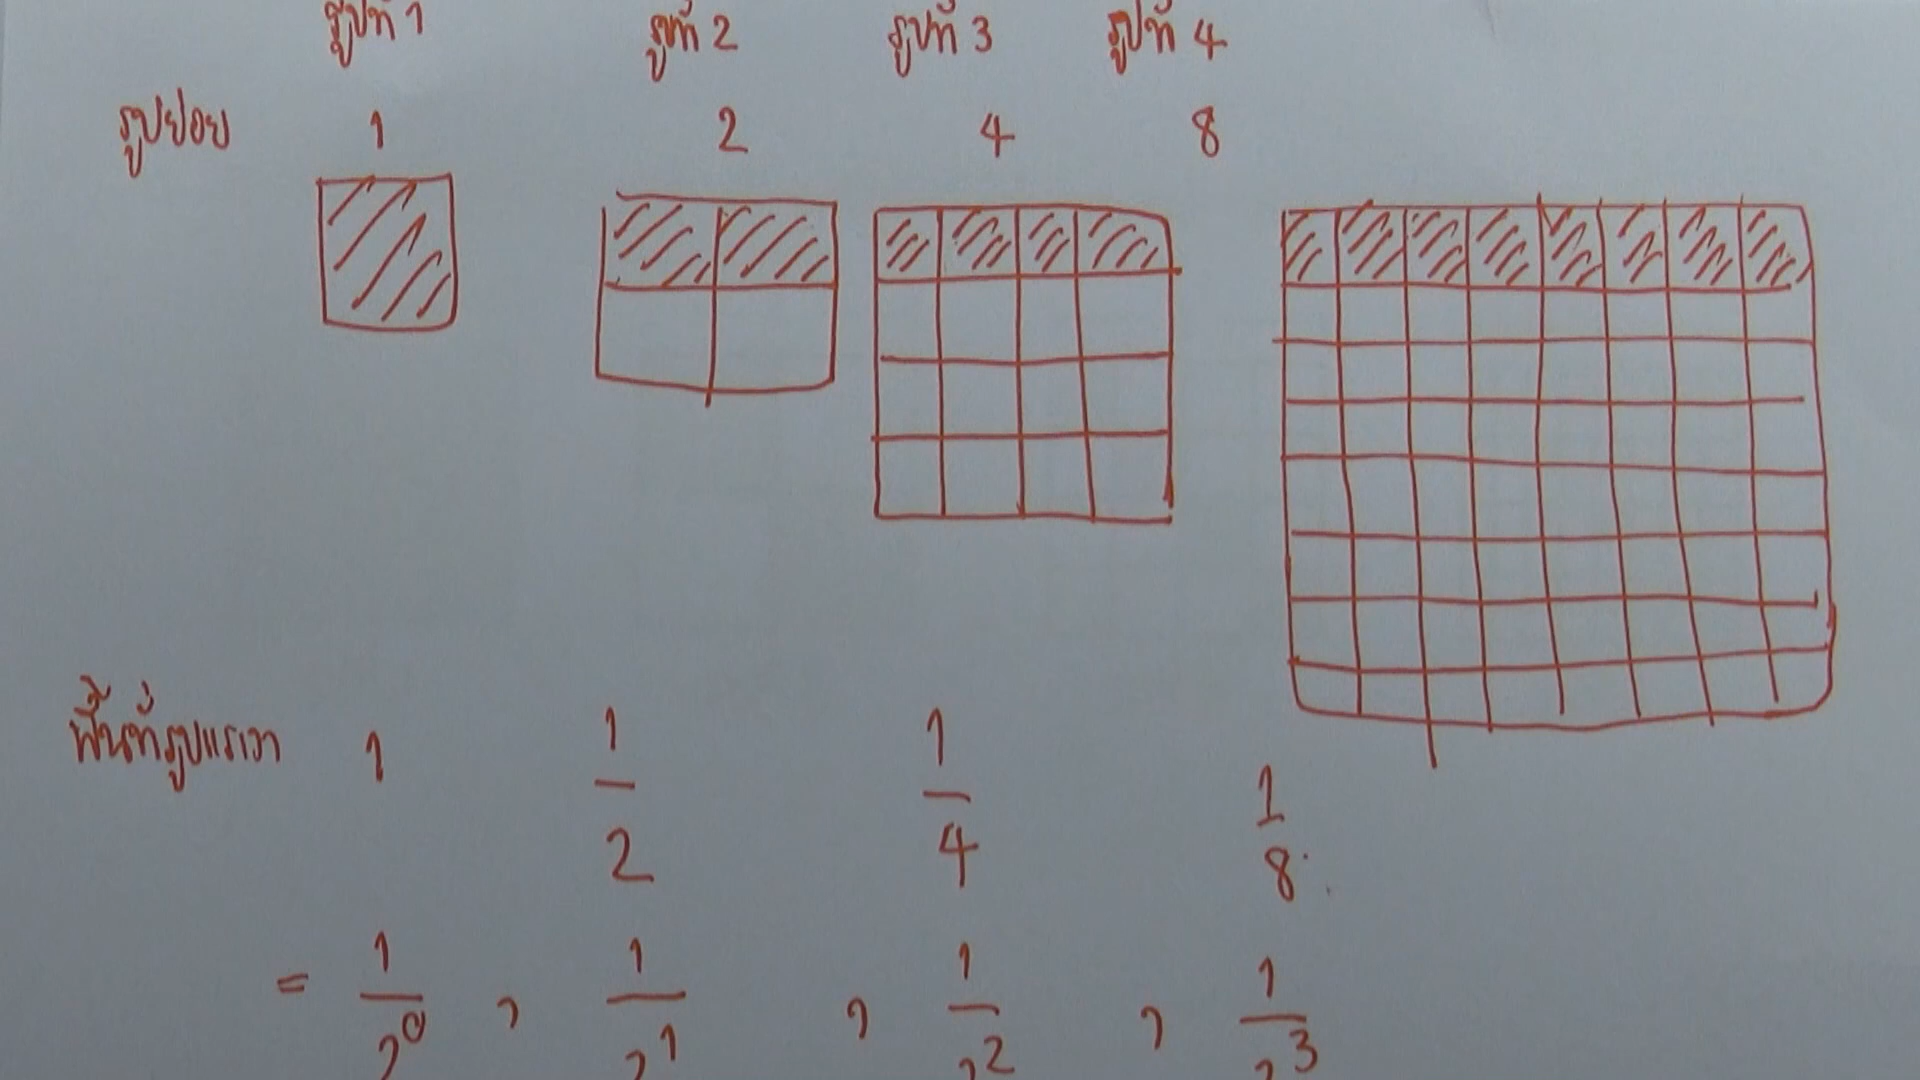 รูปที่ 1 รูปที่ 2 รูปที่ 3 รูปที่ 4
รูปย่อย 1 2 4 8
พื้นที่รูปแรเงา 1 1/2 1/4 1/8
= 1/2⁰ , 1/2¹ , 1/2² , 1/2³